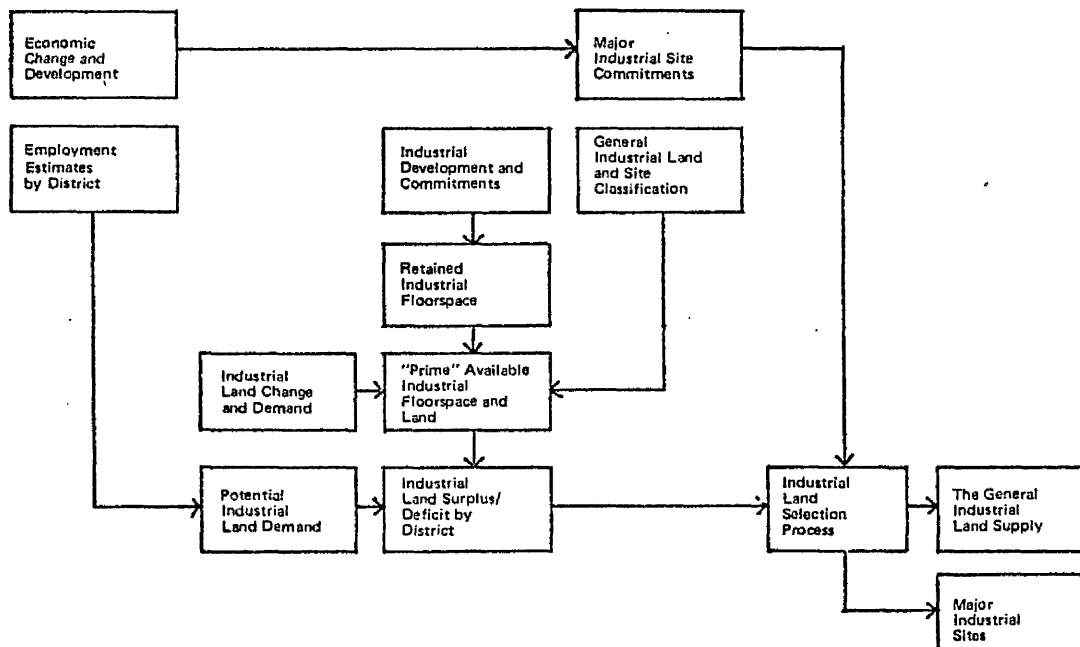 Economic
Change and
Development
Major
Industrial Site
Commitments
Employment
Estimates
by District
Industrial
Development and
Commitments
General
Industrial Land
and Site
Classification
Retained
Industrial
Floorspace
Industrial
Land Change
and Demand
"Prime" Available
Industrial
Floorspace and
Land
Potential
Industrial
Land Demand
Industrial
Land Surplus/
Deficit by
District
Industrial
Land
Selection
Process
The General
Industrial
Land Supply
Major
Industrial
Sites